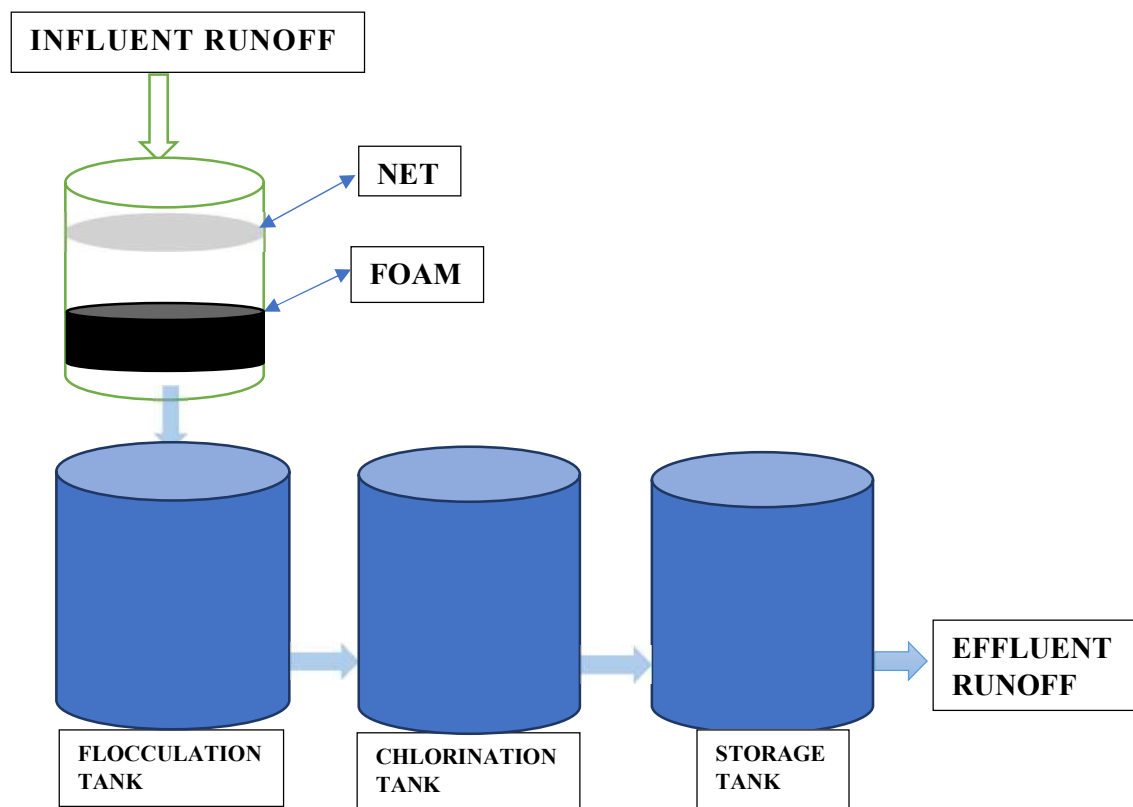 INFLUENT RUNOFF
NET
FOAM
EFFLUENT
RUNOFF
FLOCCULATION
TANK
CHLORINATION
TANK
STORAGE
TANK